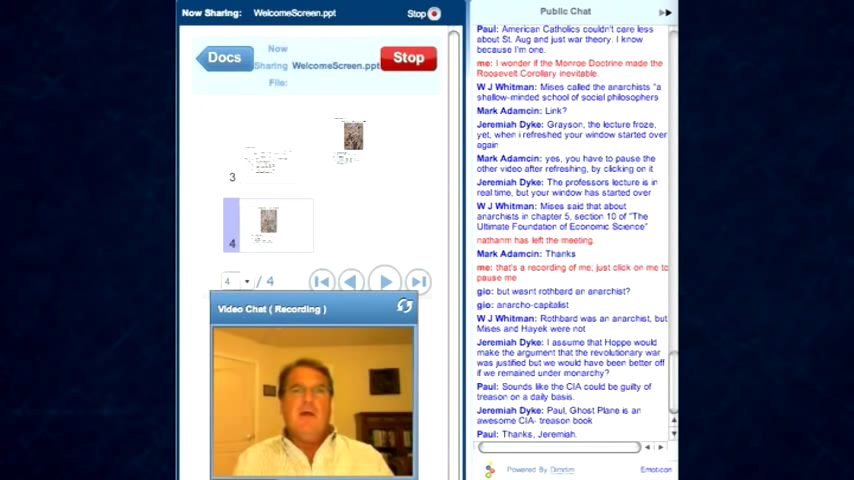 Now Sharing: WelcomeScreen.ppt Stop
Docs
Now
Sharing WelcomeScreen.ppt
File:
Stop
3
4
4 / 4
Video Chat ( Recording )
Public Chat
Paul: American Catholics couldn't care less
about St. Aug and just war theory. I know
because I'm one.
me: I wonder if the Monroe Doctrine made the
Roosevelt Corollary inevitable.
W J Whitman: Mises called the anarchists "a
shallow-minded school of social philosophers
Mark Adamcin: Link?
Jeremiah Dyke: Grayson, the lecture froze,
yet, when i refreshed your window started over
again
Mark Adamcin: yes, you have to pause the
other video after refreshing, by clicking on it
Jeremiah Dyke: The professors lecture is in
real time, but your window has started over
W J Whitman: Mises said that about
anarchists in chapter 5, section 10 of "The
Ultimate Foundation of Economic Science"
nathanm has left the meeting.
Mark Adamcin: Thanks
me: that's a recording of me; just click on me to
pause me
gio: but wasnt rothbard an anarchist?
gio: anarcho-capitalist
W J Whitman: Rothbard was an anarchist, but
Mises and Hayek were not
Jeremiah Dyke: I assume that Hoppe would
make the argument that the revolutionary war
was justified but we would have been better off
if we remained under monarchy?
Paul: Sounds like the CIA could be guilty of
treason on a daily basis.
Jeremiah Dyke: Paul, Ghost Plane is an
awesome CIA- treason book
Paul: Thanks, Jeremiah.
Powered By Dimdim
Emoticon